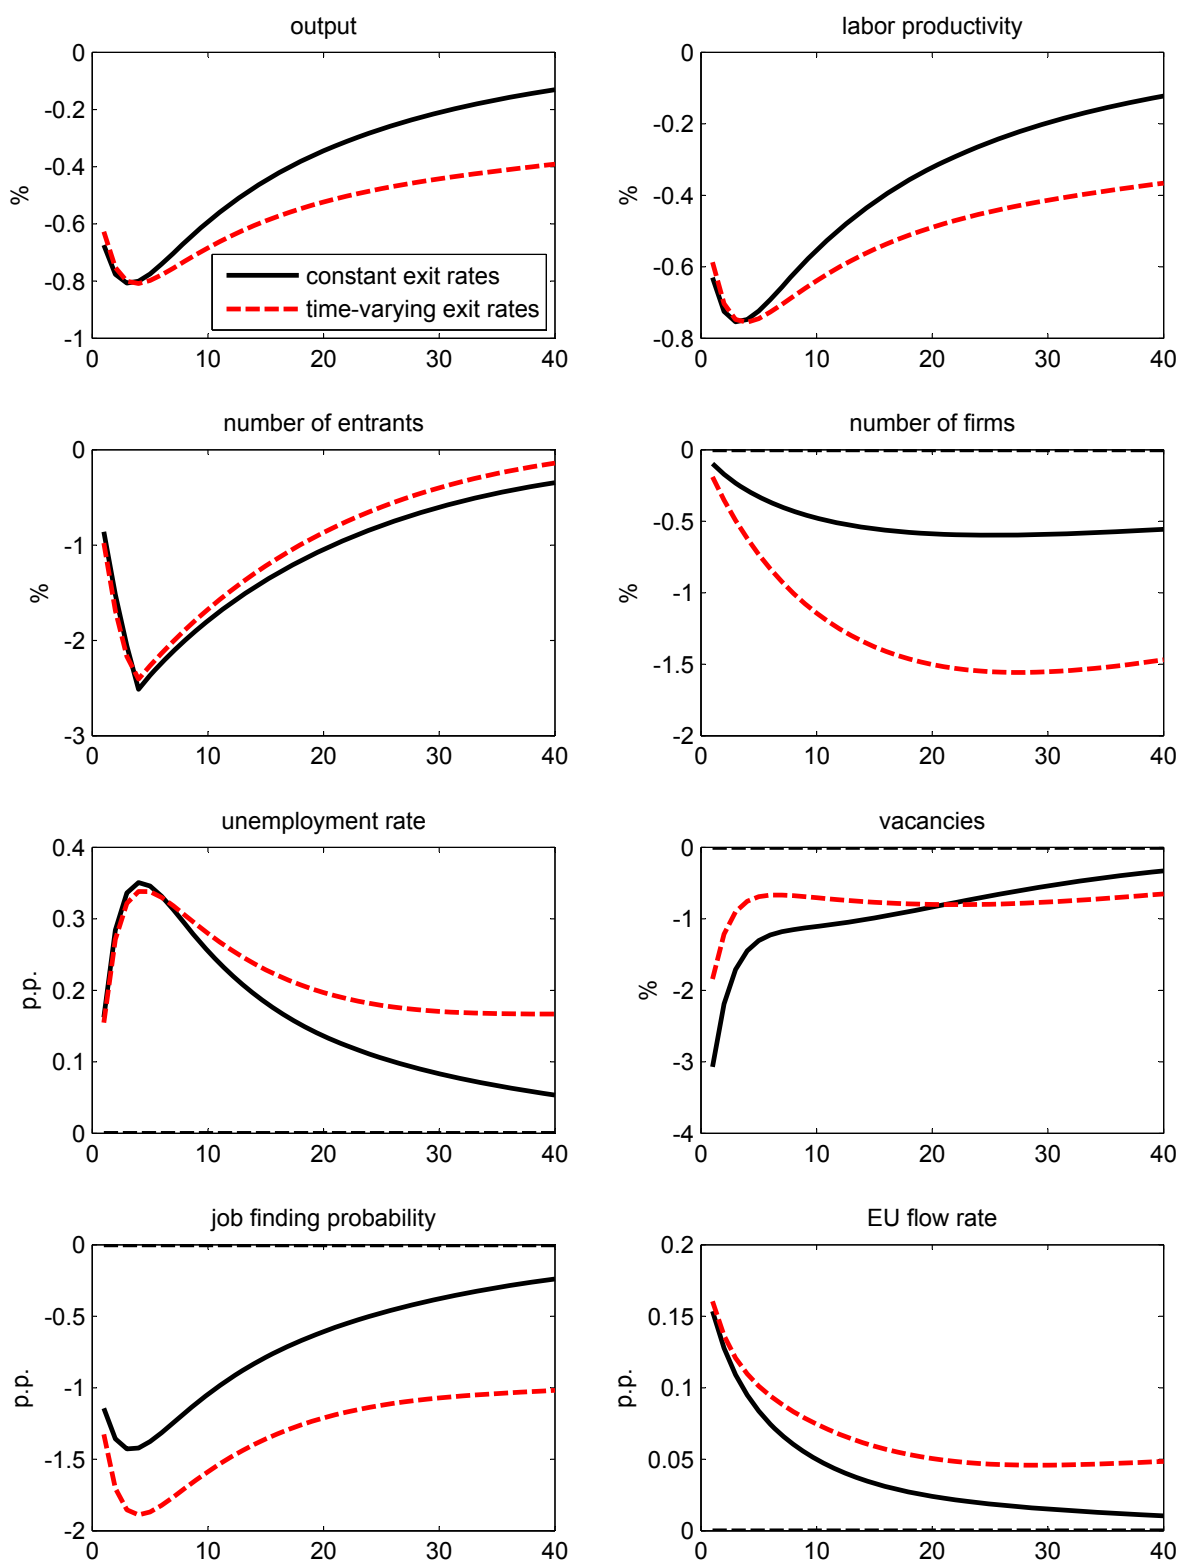 output
0
-0.2
-0.4
-0.6
-0.8
-1
%
0 10 20 30 40
constant exit rates
time-varying exit rates
labor productivity
0
-0.2
-0.4
-0.6
-0.8
%
0 10 20 30 40
number of entrants
0
-1
-2
-3
%
0 10 20 30 40
number of firms
0
-0.5
-1
-1.5
-2
%
0 10 20 30 40
unemployment rate
0.4
0.3
0.2
0.1
0
p.p.
0 10 20 30 40
vacancies
0
-1
-2
-3
-4
%
0 10 20 30 40
job finding probability
0
-0.5
-1
-1.5
-2
p.p.
0 10 20 30 40
EU flow rate
0.2
0.15
0.1
0.05
0
p.p.
0 10 20 30 40